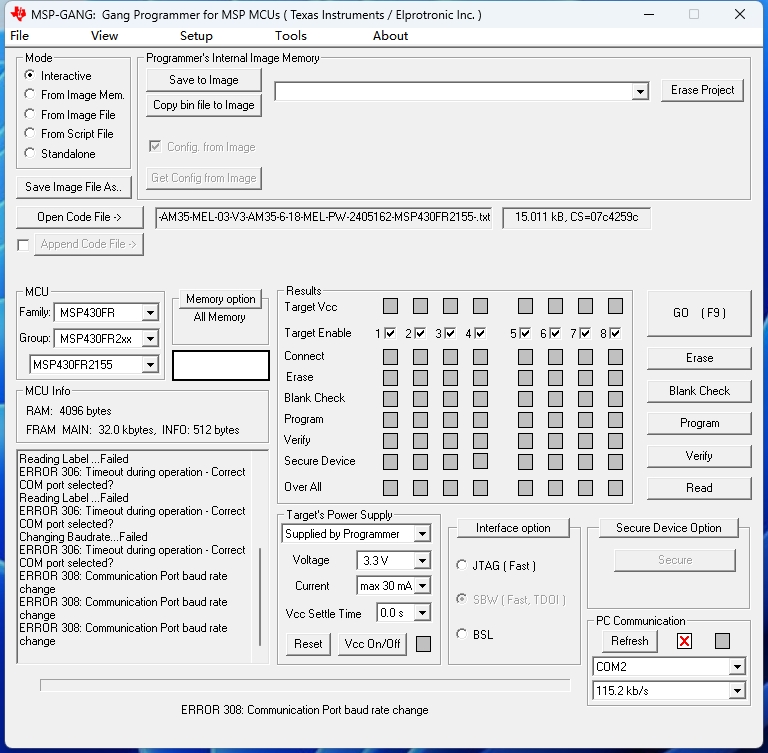 MSP-GANG: Gang Programmer for MSP MCUs ( Texas Instruments / Elprotronic Inc. )
File View Setup Tools About
Mode
Interactive
From Image Mem.
From Image File
From Script File
Standalone
Save Image File As..
Programmer's Internal Image Memory
Save to Image
Copy bin file to Image
Erase Project
Config. from Image
Get Config from Image
Open Code File ->
-AM35-MEL-03-V3-AM35-6-18-MEL-PW-2405162-MSP430FR2155-.txt
15.011 kB, CS=07c4259c
Append Code File ->
MCU
Family: MSP430FR
Group: MSP430FR2xx
MSP430FR2155
Memory option
All Memory
MCU Info
RAM: 4096 bytes
FRAM MAIN: 32.0 kbytes, INFO: 512 bytes
Reading Label ...Failed
ERROR 306: Timeout during operation - Correct
COM port selected?
Reading Label ...Failed
ERROR 306: Timeout during operation - Correct
COM port selected?
Changing Baudrate...Failed
ERROR 306: Timeout during operation - Correct
COM port selected?
ERROR 308: Communication Port baud rate
change
ERROR 308: Communication Port baud rate
change
ERROR 308: Communication Port baud rate
change
Results
Target Vcc
Target Enable 1 2 3 4 5 6 7 8
Connect
Erase
Blank Check
Program
Verify
Secure Device
Over All
GO ( F9 )
Erase
Blank Check
Program
Verify
Read
Target's Power Supply
Supplied by Programmer
Voltage 3.3 V
Current max 30 mA
Vcc Settle Time 0.0 s
Reset Vcc On/Off
Interface option
JTAG ( Fast )
SBW ( Fast, TDOI )
BSL
Secure Device Option
Secure
PC Communication
Refresh
COM2
115.2 kb/s
ERROR 308: Communication Port baud rate change